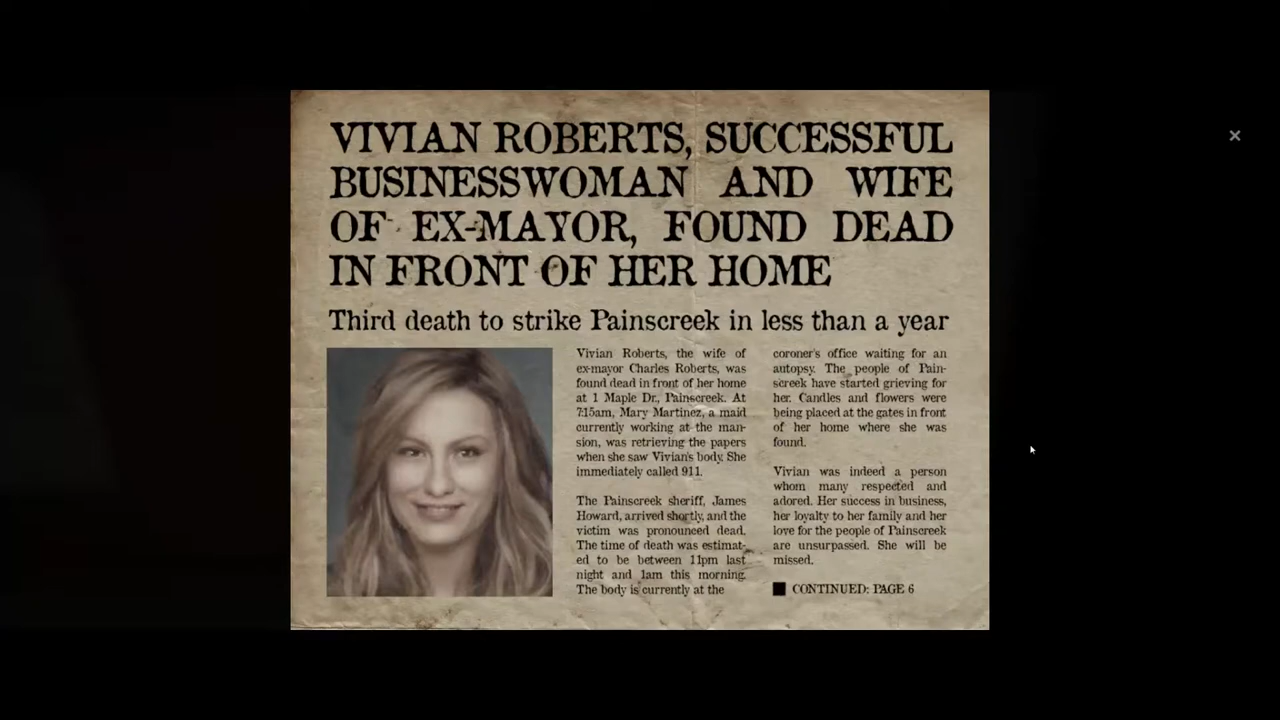 VIVIAN ROBERTS, SUCCESSFUL
BUSINESSWOMAN AND WIFE
OF EX-MAYOR, FOUND DEAD
IN FRONT OF HER HOME
Third death to strike Painscreek in less than a year
Vivian Roberts, the wife of
ex-mayor Charles Roberts, was
found dead in front of her home
at 1 Maple Dr., Painscreek. At
7:15am, Mary Martinez, a maid
currently working at the man-
sion, was retrieving the papers
when she saw Vivian's body. She
immediately called 911.
The Painscreek sheriff, James
Howard, arrived shortly, and the
victim was pronounced dead.
The time of death was estimat-
ed to be between 11pm last
night and 1am this morning.
The body is currently at the
coroner's office waiting for an
autopsy. The people of Pain-
screek have started grieving for
her. Candles and flowers were
being placed at the gates in front
of her home where she was
found.
Vivian was indeed a person
whom many respected and
adored. Her success in business,
her loyalty to her family and her
love for the people of Painscreek
are unsurpassed. She will be
missed.
■ CONTINUED: PAGE 6